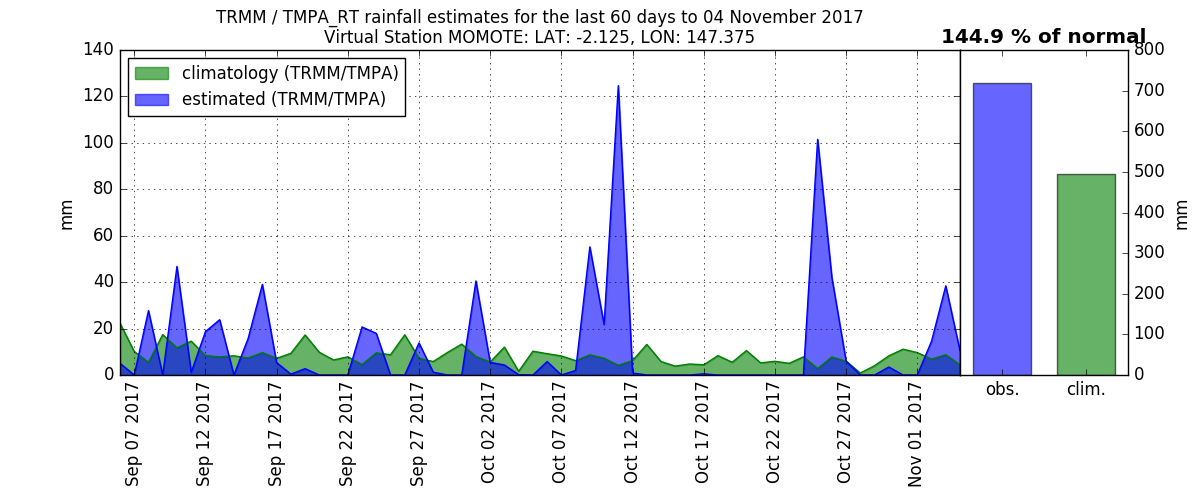 TRMM / TMPA_RT rainfall estimates for the last 60 days to 04 November 2017
Virtual Station MOMOTE: LAT: -2.125, LON: 147.375
144.9 % of normal
climatology (TRMM/TMPA)
estimated (TRMM/TMPA)
140
120
100
80
60
40
20
0
mm
800
700
600
500
400
300
200
100
0
mm
Sep 07 2017
Sep 12 2017
Sep 17 2017
Sep 22 2017
Sep 27 2017
Oct 02 2017
Oct 07 2017
Oct 12 2017
Oct 17 2017
Oct 22 2017
Oct 27 2017
Nov 01 2017
obs.
clim.